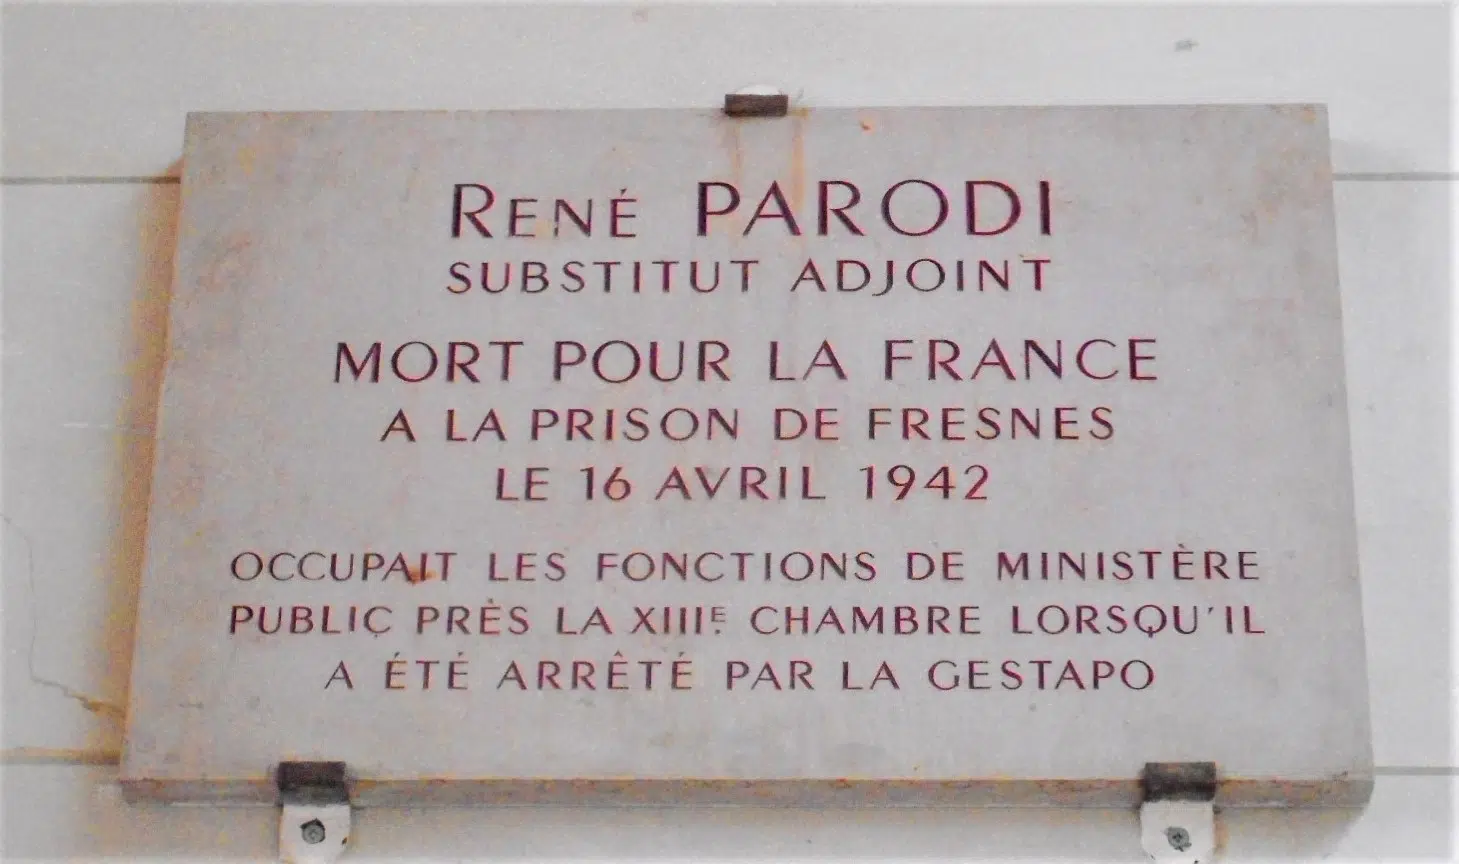 RENÉ PARODI
SUBSTITUT ADJOINT
MORT POUR LA FRANCE
A LA PRISON DE FRESNES
LE 16 AVRIL 1942
OCCUPAIT LES FONCTIONS DE MINISTÈRE
PUBLIC PRÈS LA XIIIE CHAMBRE LORSQU'IL
A ÉTÉ ARRÊTÉ PAR LA GESTAPO